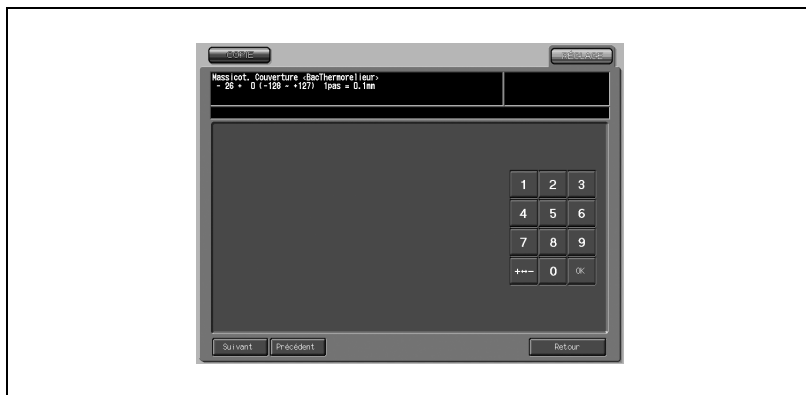 COPIE
RÉGLAGE
Massicot. Couverture <BacThermorelieur>
- 26 + 0 (-128 ~ +127) 1pas = 0.1mm
1 2 3
4 5 6
7 8 9
+↔- 0 OK
Suivant Précédent Retour